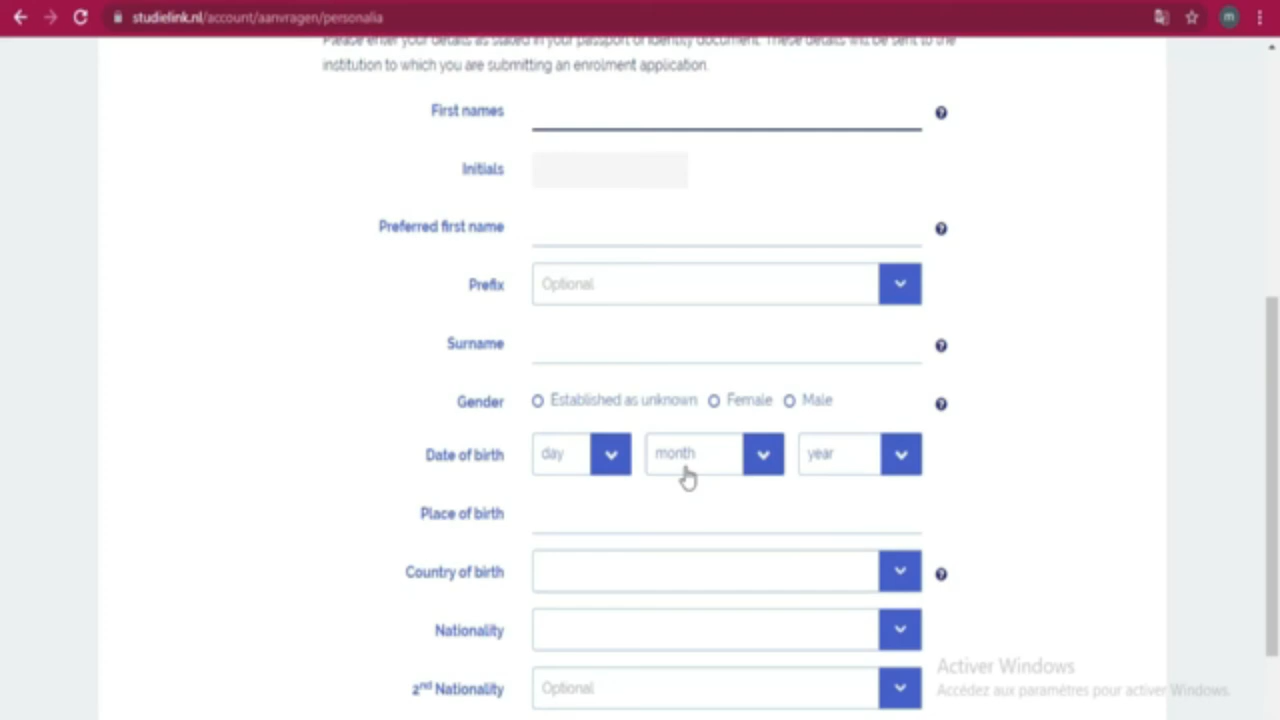 studielink.nl/account/aanvragen/personalia
m
Please enter your details as stated in your passport or identity document. These details will be sent to the
institution to which you are submitting an enrolment application.
First names
Initials
Preferred first name
Prefix Optional
Surname
Gender Established as unknown Female Male
Date of birth day month year
Place of birth
Country of birth
Nationality
2nd Nationality Optional
Activer Windows
Accédez aux paramètres pour activer Windows.